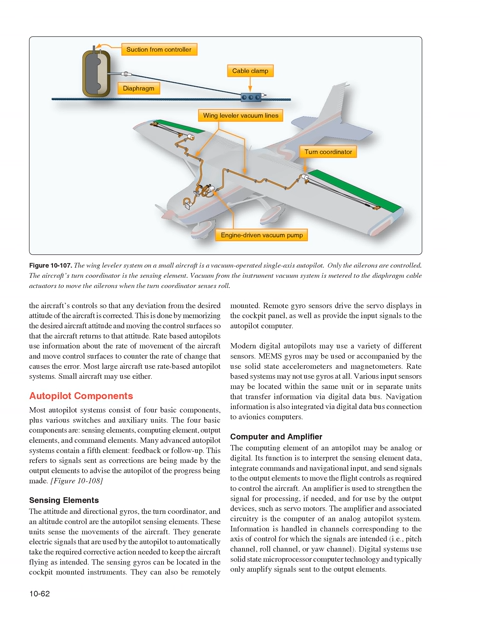 Suction from controller
Cable clamp
Diaphragm
Wing leveler vacuum lines
Turn coordinator
Engine-driven vacuum pump
Figure 10-107. The wing leveler system on a small aircraft is a vacuum-operated single-axis autopilot. Only the ailerons are controlled.
The aircraft's turn coordinator is the sensing element. Vacuum from the instrument vacuum system is metered to the diaphragm cable
actuators to move the ailerons when the turn coordinator senses roll.
the aircraft's controls so that any deviation from the desired
attitude of the aircraft is corrected. This is done by memorizing
the desired aircraft attitude and moving the control surfaces so
that the aircraft returns to that attitude. Rate based autopilots
use information about the rate of movement of the aircraft
and move control surfaces to counter the rate of change that
causes the error. Most large aircraft use rate-based autopilot
systems. Small aircraft may use either.
Autopilot Components
Most autopilot systems consist of four basic components,
plus various switches and auxiliary units. The four basic
components are: sensing elements, computing element, output
elements, and command elements. Many advanced autopilot
systems contain a fifth element: feedback or follow-up. This
refers to signals sent as corrections are being made by the
output elements to advise the autopilot of the progress being
made. [Figure 10-108]
Sensing Elements
The attitude and directional gyros, the turn coordinator, and
an altitude control are the autopilot sensing elements. These
units sense the movements of the aircraft. They generate
electric signals that are used by the autopilot to automatically
take the required corrective action needed to keep the aircraft
flying as intended. The sensing gyros can be located in the
cockpit mounted instruments. They can also be remotely
mounted. Remote gyro sensors drive the servo displays in
the cockpit panel, as well as provide the input signals to the
autopilot computer.
Modern digital autopilots may use a variety of different
sensors. MEMS gyros may be used or accompanied by the
use solid state accelerometers and magnetometers. Rate
based systems may not use gyros at all. Various input sensors
may be located within the same unit or in separate units
that transfer information via digital data bus. Navigation
information is also integrated via digital data bus connection
to avionics computers.
Computer and Amplifier
The computing element of an autopilot may be analog or
digital. Its function is to interpret the sensing element data,
integrate commands and navigational input, and send signals
to the output elements to move the flight controls as required
to control the aircraft. An amplifier is used to strengthen the
signal for processing, if needed, and for use by the output
devices, such as servo motors. The amplifier and associated
circuitry is the computer of an analog autopilot system.
Information is handled in channels corresponding to the
axis of control for which the signals are intended (i.e., pitch
channel, roll channel, or yaw channel). Digital systems use
solid state microprocessor computer technology and typically
only amplify signals sent to the output elements.
10-62